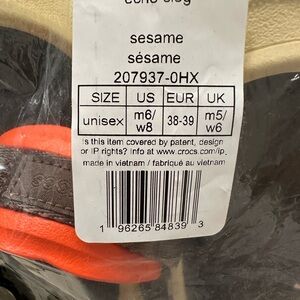 echo clog
sesame
sésame
207937-0HX
SIZE US EUR UK
unisex m6/ w8 38-39 m5/ w6
Is this item covered by patent, design
or IP rights? Info at www.crocs.com/ip
made in vietnam / fabriqué au vietnam
1 96265 84839 3